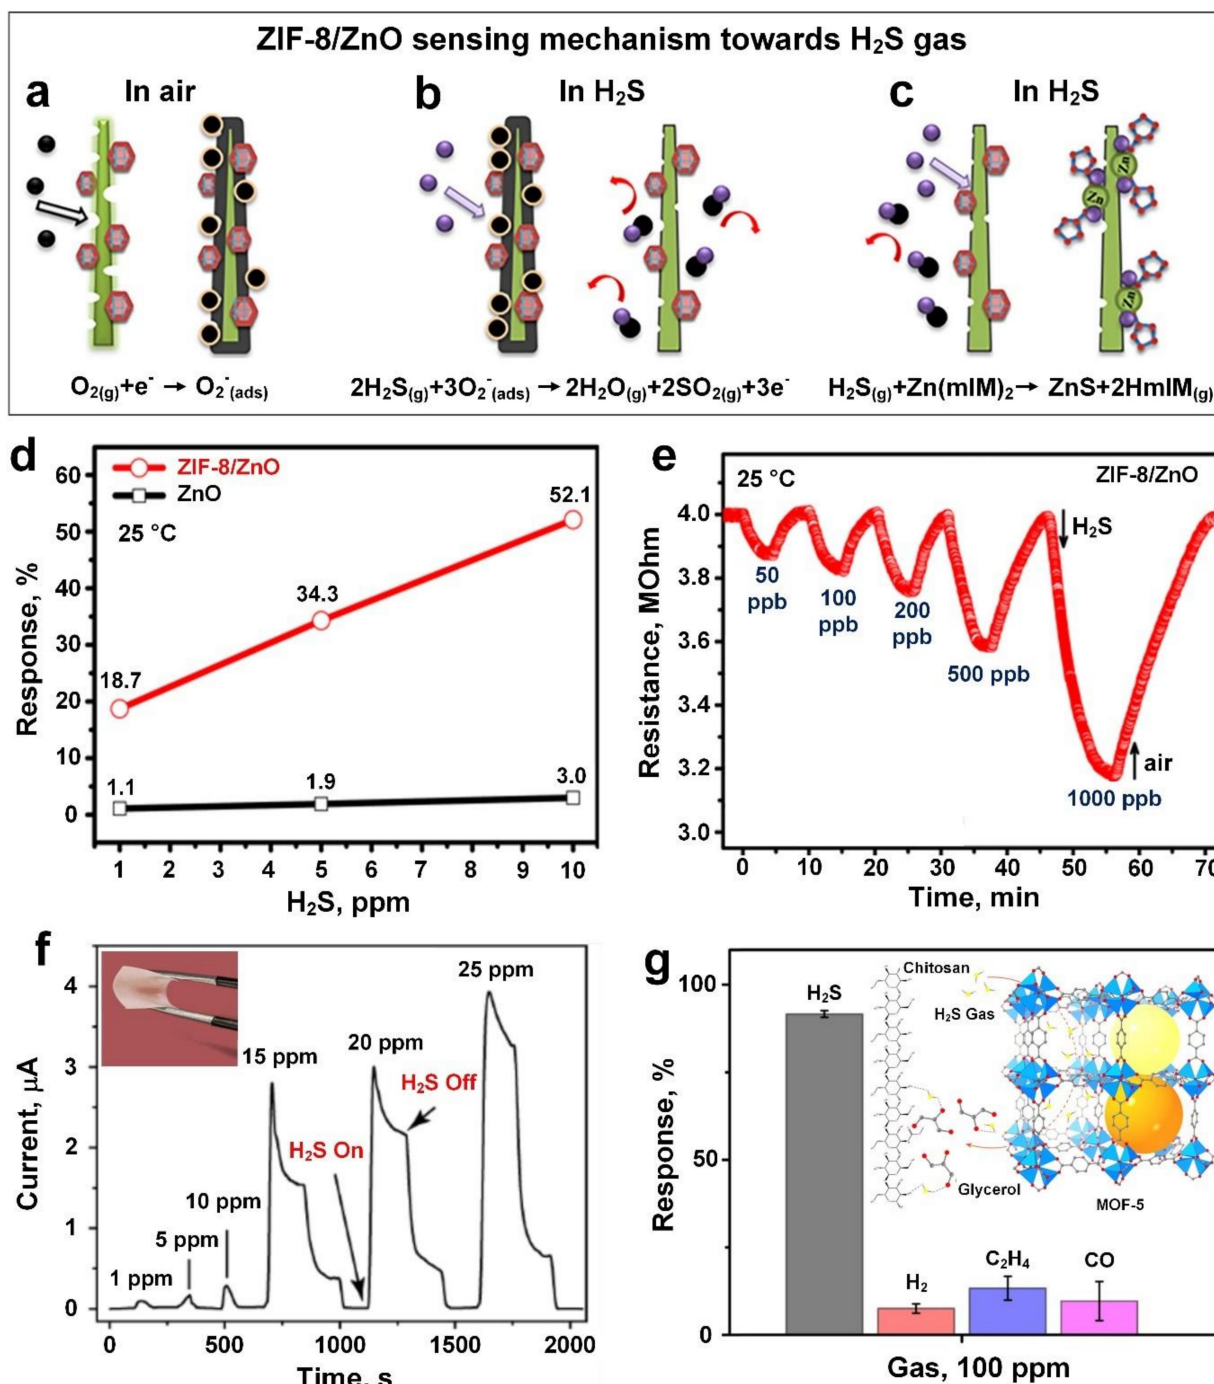 ZIF-8/ZnO sensing mechanism towards H₂S gas
a In air
b In H₂S
c In H₂S
Zn
Zn
Zn
O₂(g)+e⁻ → O₂⁻(ads)
2H₂S(g)+3O₂⁻(ads) → 2H₂O(g)+2SO₂(g)+3e⁻
H₂S(g)+Zn(mIM)₂→ ZnS+2HmIM(g)
d
ZIF-8/ZnO
ZnO
25 °C
18.7
34.3
52.1
1.1
1.9
3.0
60
50
40
30
20
10
0
Response, %
1 2 3 4 5 6 7 8 9 10
H₂S, ppm
e
25 °C
ZIF-8/ZnO
H₂S
50
ppb
100
ppb
200
ppb
500 ppb
air
1000 ppb
4.0
3.8
3.6
3.4
3.2
3.0
Resistance, MOhm
0 10 20 30 40 50 60 70
Time, min
f
25 ppm
20 ppm
15 ppm
H₂S Off
H₂S On
10 ppm
5 ppm
1 ppm
4
3
2
1
0
Current, µA
0 500 1000 1500 2000
Time, s
g
Chitosan
H₂S Gas
Glycerol
MOF-5
H₂S
H₂
C₂H₄
CO
100
50
0
Response, %
Gas, 100 ppm